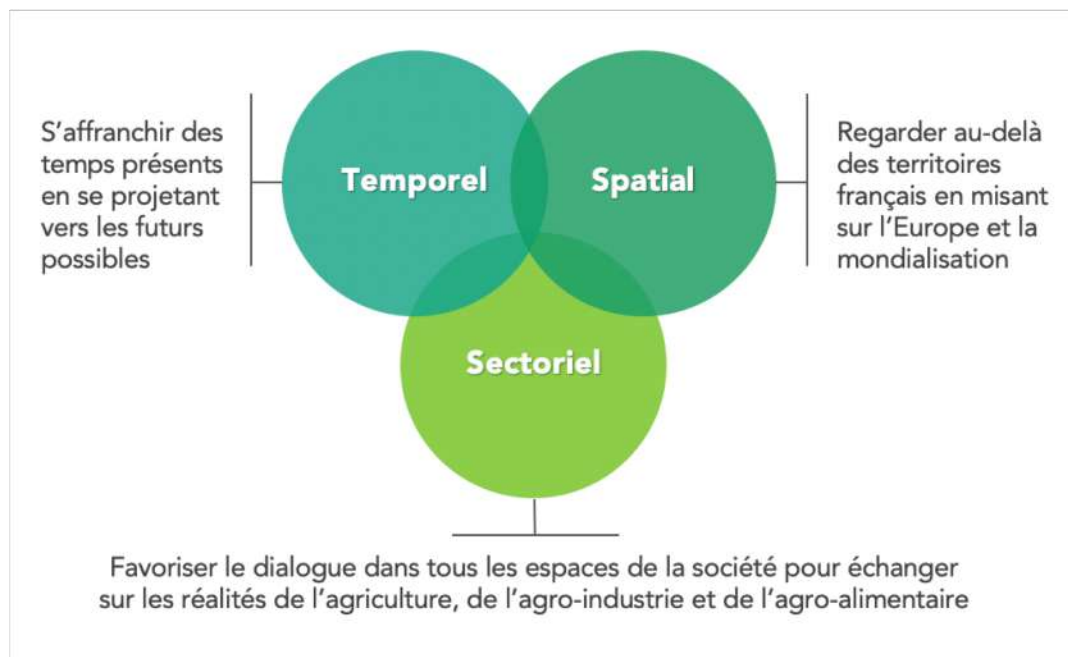 S’affranchir des
temps présents
en se projetant
vers les futurs
possibles
Temporel
Spatial
Regarder au-delà
des territoires
français en misant
sur l’Europe et la
mondialisation
Sectoriel
Favoriser le dialogue dans tous les espaces de la société pour échanger
sur les réalités de l’agriculture, de l’agro-industrie et de l’agro-alimentaire